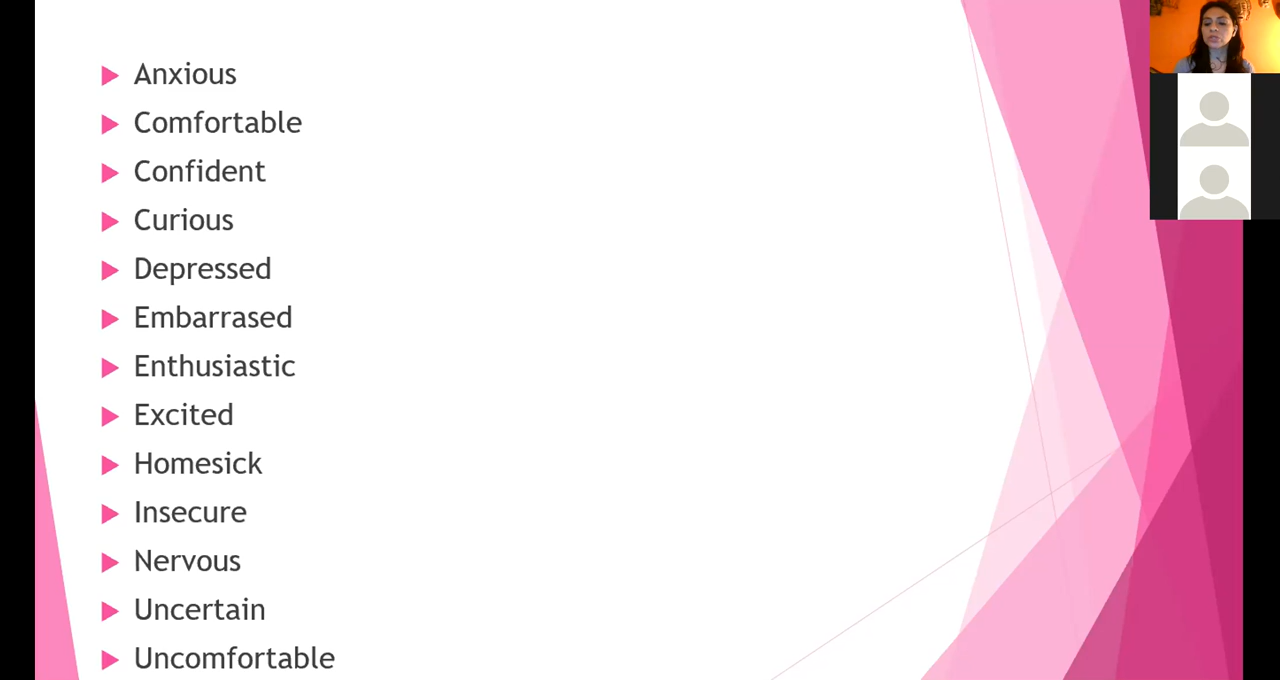 Anxious
Comfortable
Confident
Curious
Depressed
Embarrased
Enthusiastic
Excited
Homesick
Insecure
Nervous
Uncertain
Uncomfortable